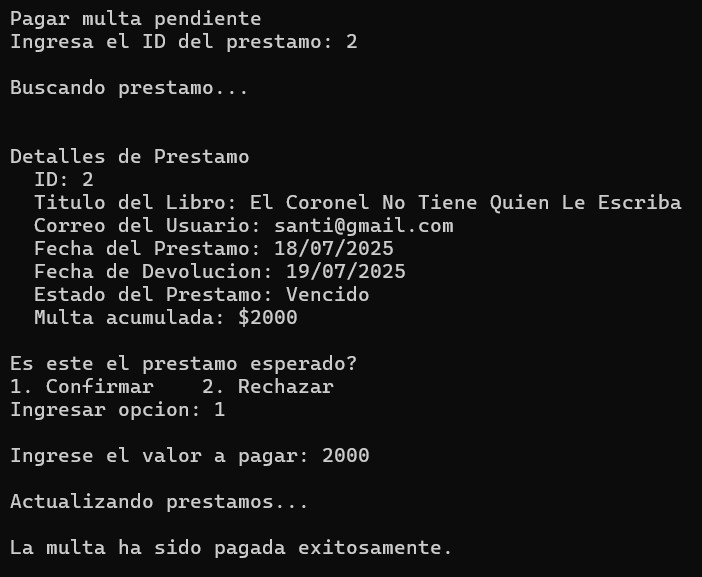 Pagar multa pendiente
Ingresa el ID del prestamo: 2
Buscando prestamo...
Detalles de Prestamo
ID: 2
Titulo del Libro: El Coronel No Tiene Quien Le Escriba
Correo del Usuario: santi@gmail.com
Fecha del Prestamo: 18/07/2025
Fecha de Devolucion: 19/07/2025
Estado del Prestamo: Vencido
Multa acumulada: $2000
Es este el prestamo esperado?
1. Confirmar    2. Rechazar
Ingresar opcion: 1
Ingrese el valor a pagar: 2000
Actualizando prestamos...
La multa ha sido pagada exitosamente.